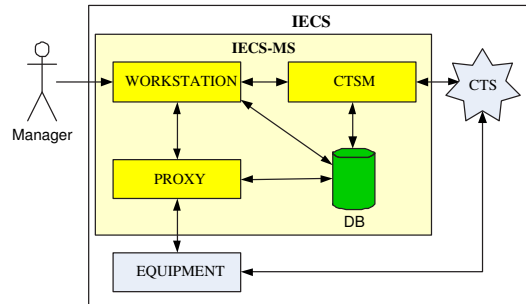 IECS
IECS-MS
WORKSTATION
CTSM
CTS
Manager
PROXY
DB
EQUIPMENT